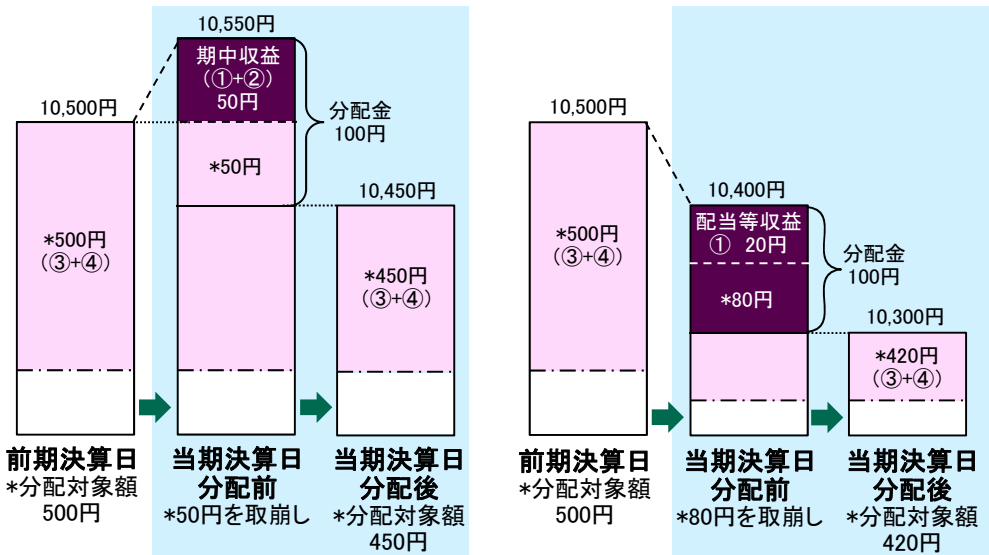 10,550円
期中収益
(①+②)
50円
10,500円
分配金
100円
*50円
10,450円
*500円
(③+④)
*450円
(③+④)
前期決算日
*分配対象額
500円
当期決算日
分配前
*50円を取崩し
当期決算日
分配後
*分配対象額
450円
10,500円
10,400円
配当等収益
① 20円
*500円
(③+④)
分配金
100円
*80円
10,300円
*420円
(③+④)
前期決算日
*分配対象額
500円
当期決算日
分配前
*80円を取崩し
当期決算日
分配後
*分配対象額
420円